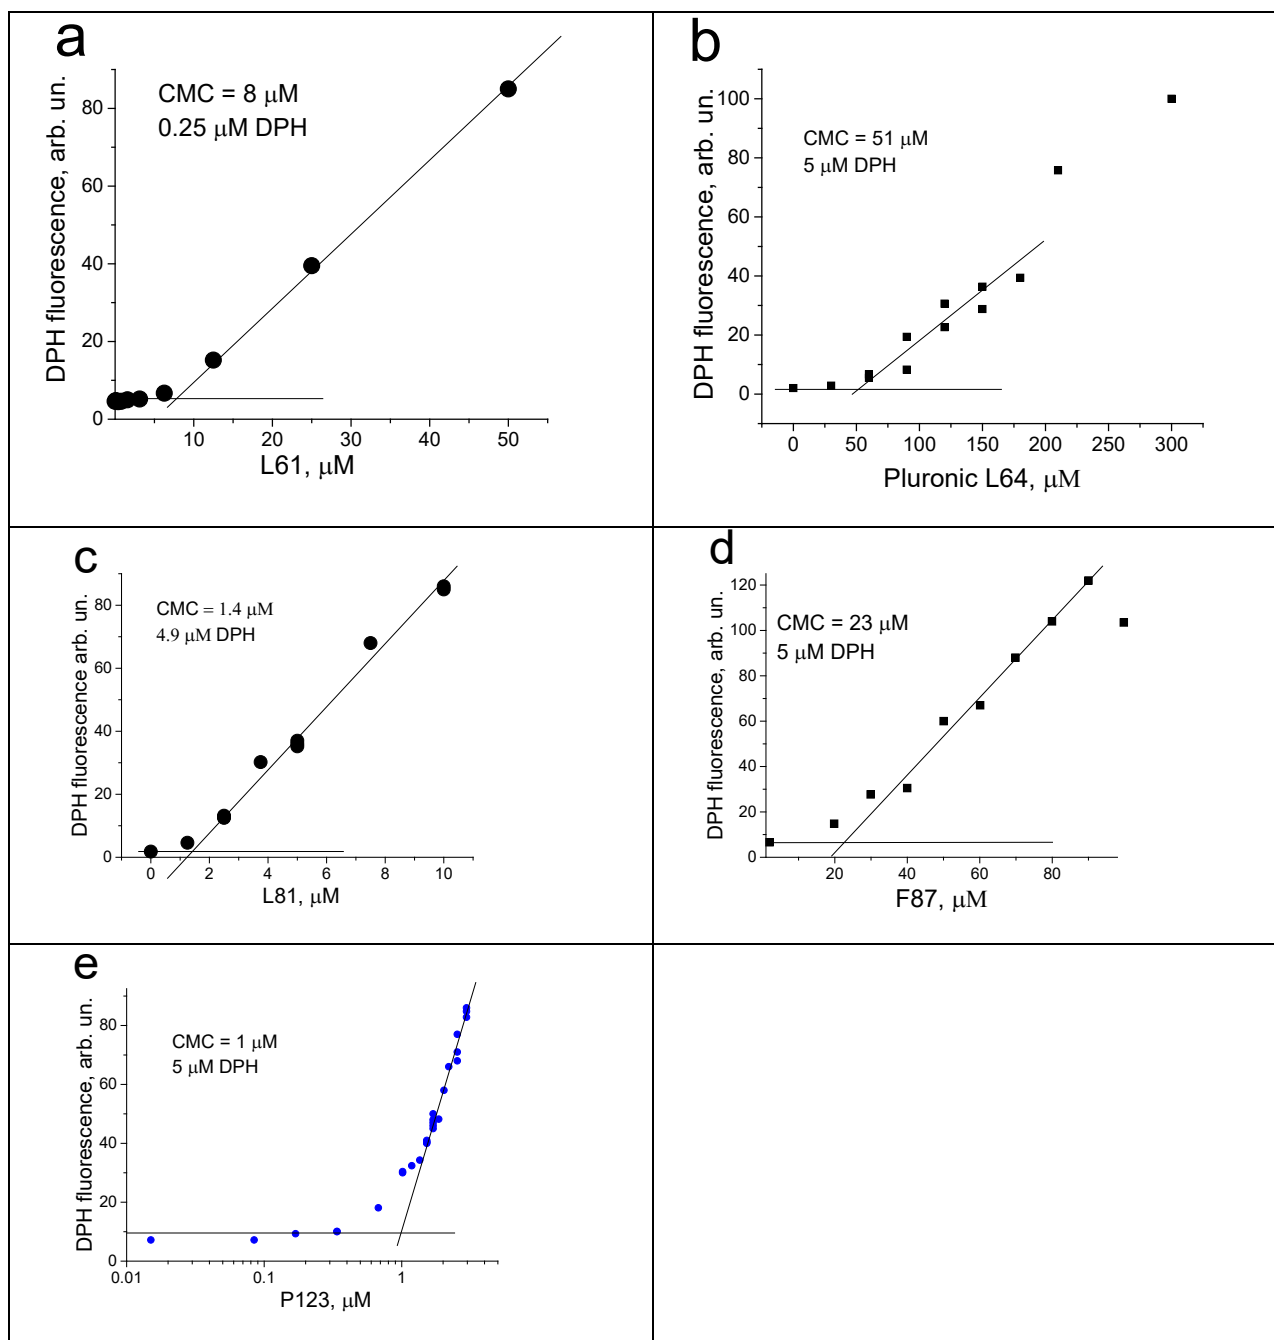 a
CMC = 8 μM
0.25 μM DPH
DPH fluorescence, arb. un.
80
60
40
20
0
10 20 30 40 50
L61, μM
b
CMC = 51 μM
5 μM DPH
DPH fluorescence, arb. un.
100
80
60
40
20
0
0 50 100 150 200 250 300
Pluronic L64, μM
c
CMC = 1.4 μM
4.9 μM DPH
DPH fluorescence arb. un.
80
60
40
20
0
0 2 4 6 8 10
L81, μM
d
CMC = 23 μM
5 μM DPH
DPH fluorescence, arb. un.
120
100
80
60
40
20
0
20 40 60 80
F87, μM
e
CMC = 1 μM
5 μM DPH
DPH fluorescence, arb. un.
80
60
40
20
0
0.01 0.1 1
P123, μM